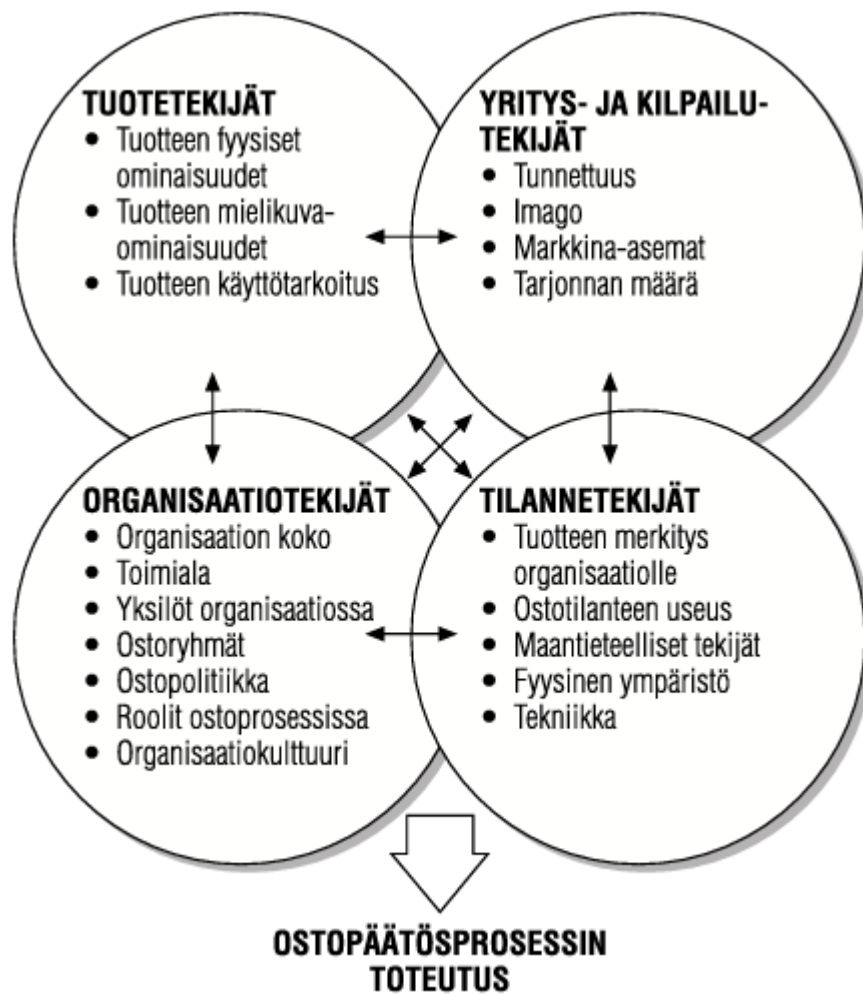 TUOTETEKIJÄT
• Tuotteen fyysiset
ominaisuudet
• Tuotteen mielikuva-
ominaisuudet
• Tuotteen käyttötarkoitus
YRITYS- JA KILPAILU-
TEKIJÄT
• Tunnettuus
• Imago
• Markkina-asemat
• Tarjonnan määrä
ORGANISAATIOTEKIJÄT
• Organisaation koko
• Toimiala
• Yksilöt organisaatiossa
• Ostoryhmät
• Ostopolitiikka
• Roolit ostoprosessissa
• Organisaatiokulttuuri
TILANNETEKIJÄT
• Tuotteen merkitys
organisaatiolle
• Ostotilanteen useus
• Maantieteelliset tekijät
• Fyysinen ympäristö
• Tekniikka
OSTOPÄÄTÖSPROSESSIN
TOTEUTUS